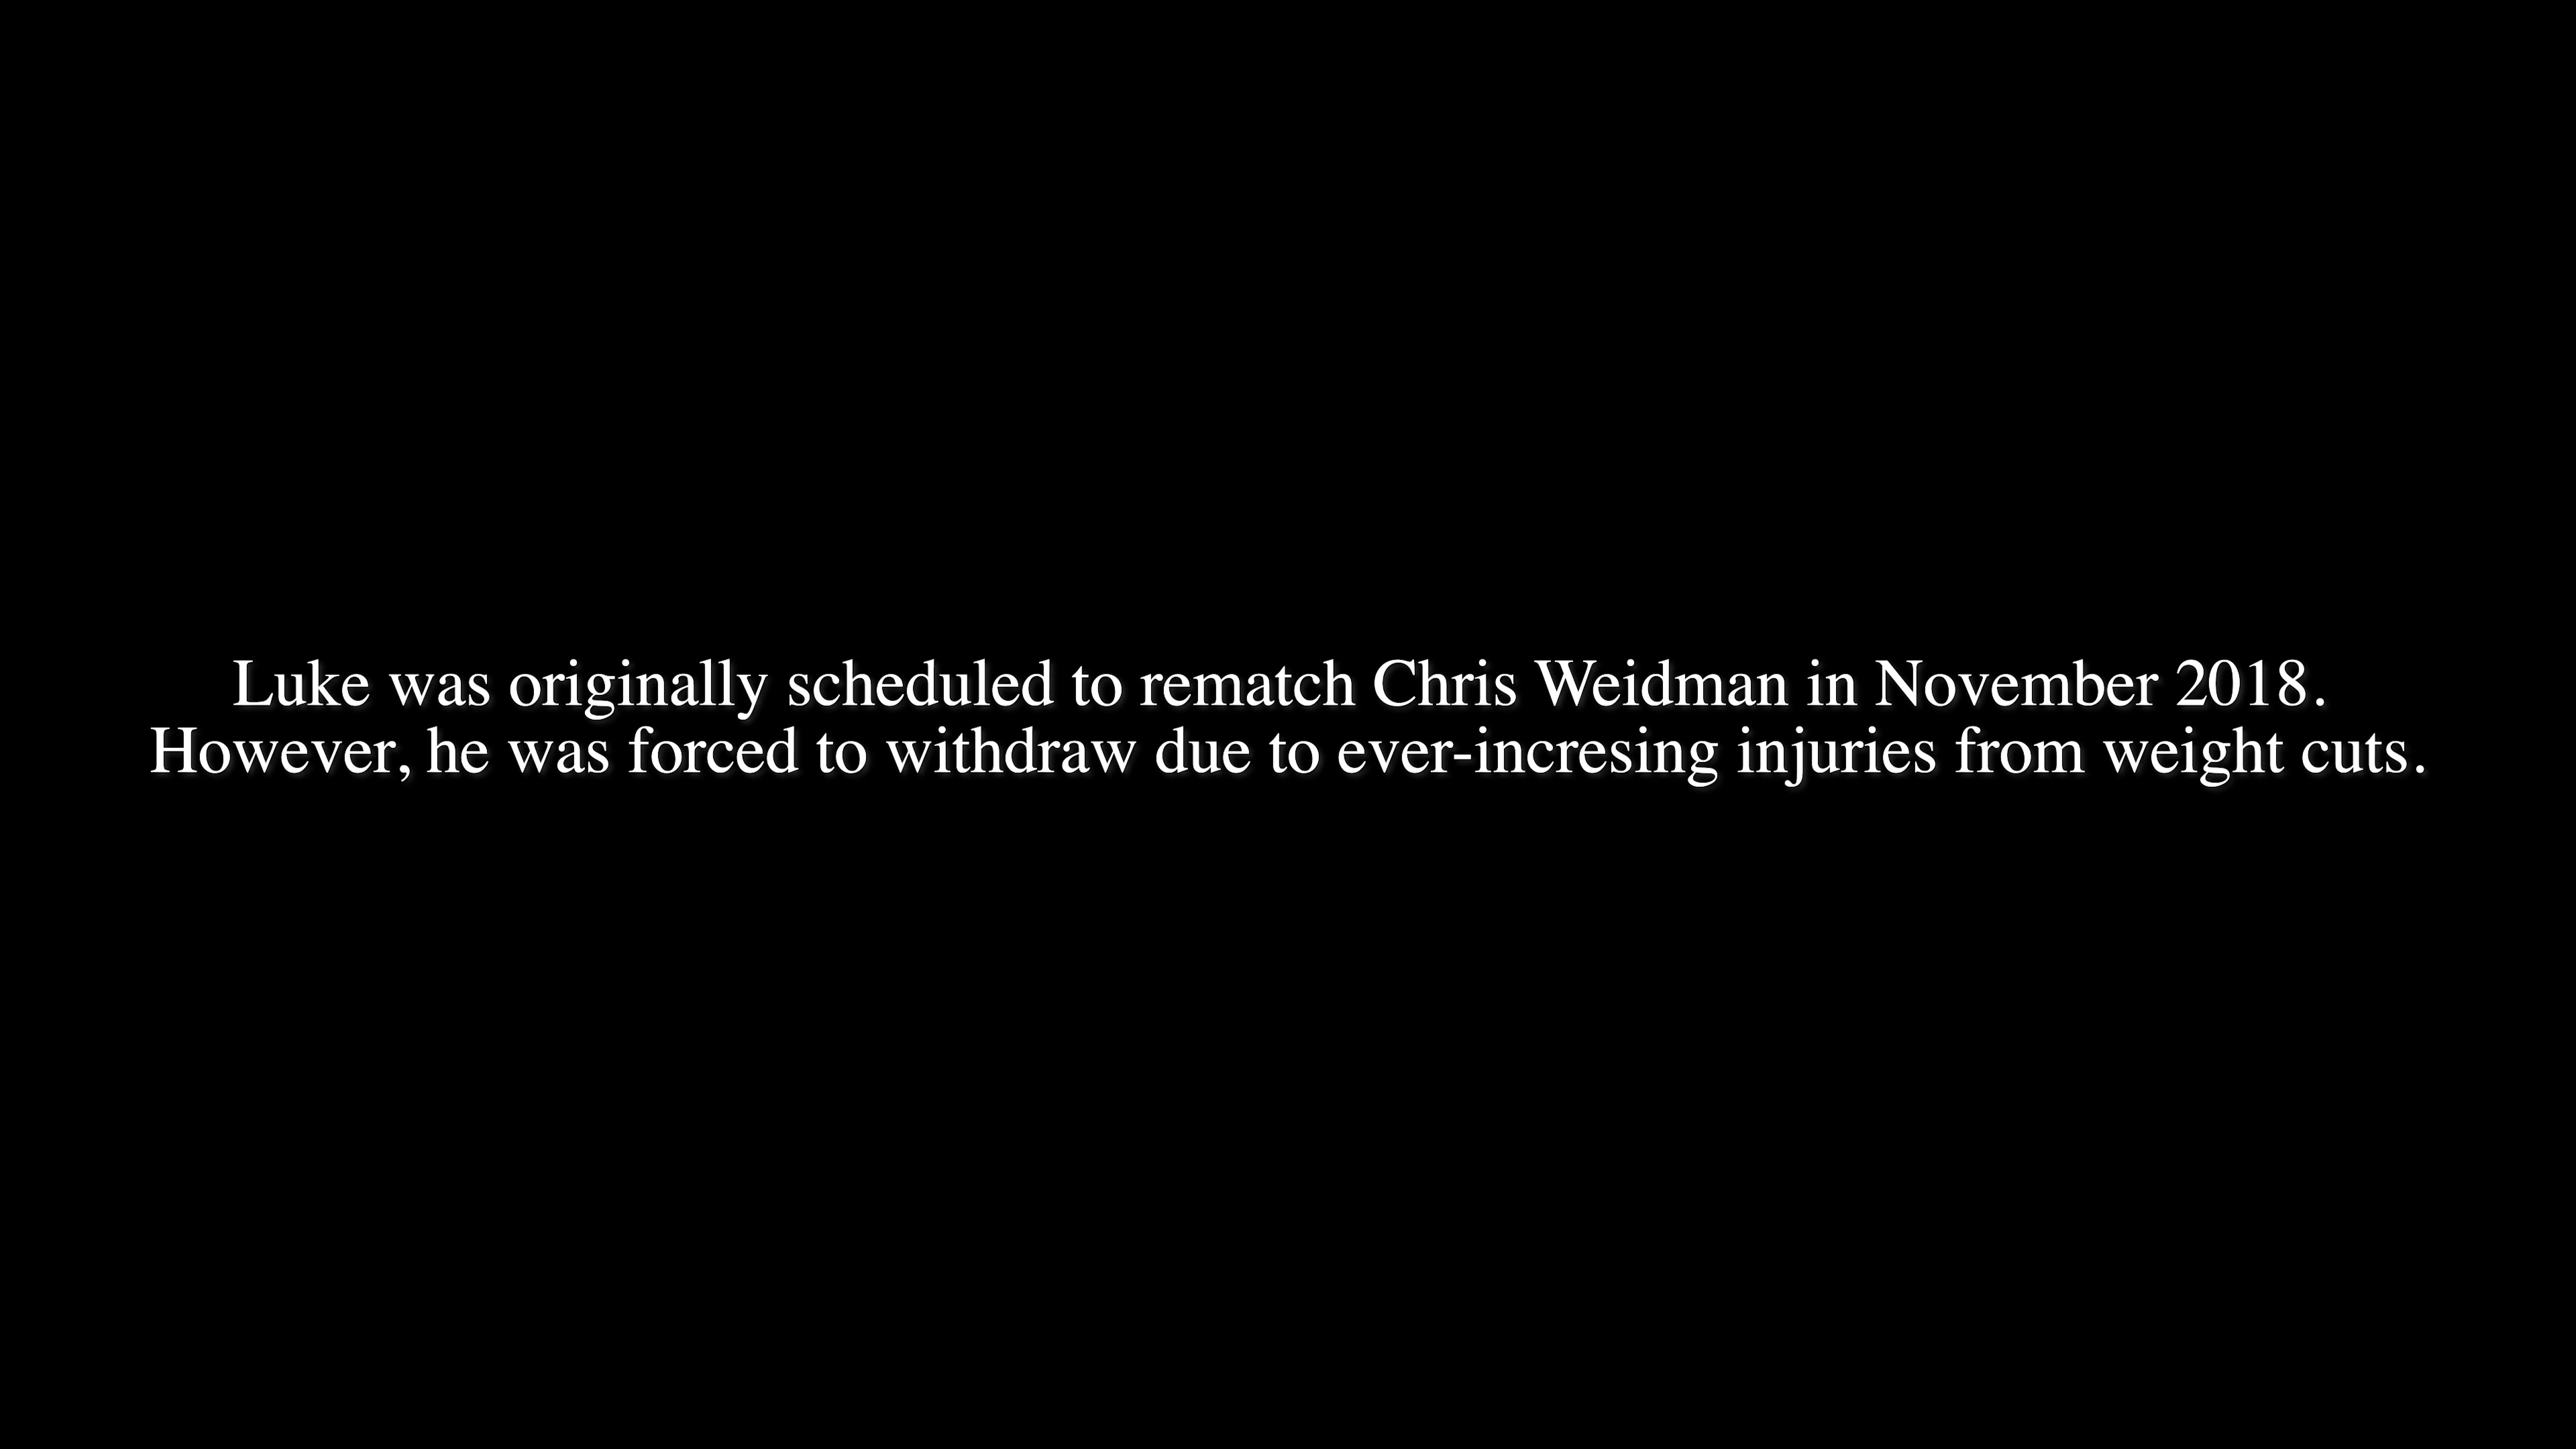 Luke was originally scheduled to rematch Chris Weidman in November 2018.
However, he was forced to withdraw due to ever-incresing injuries from weight cuts.